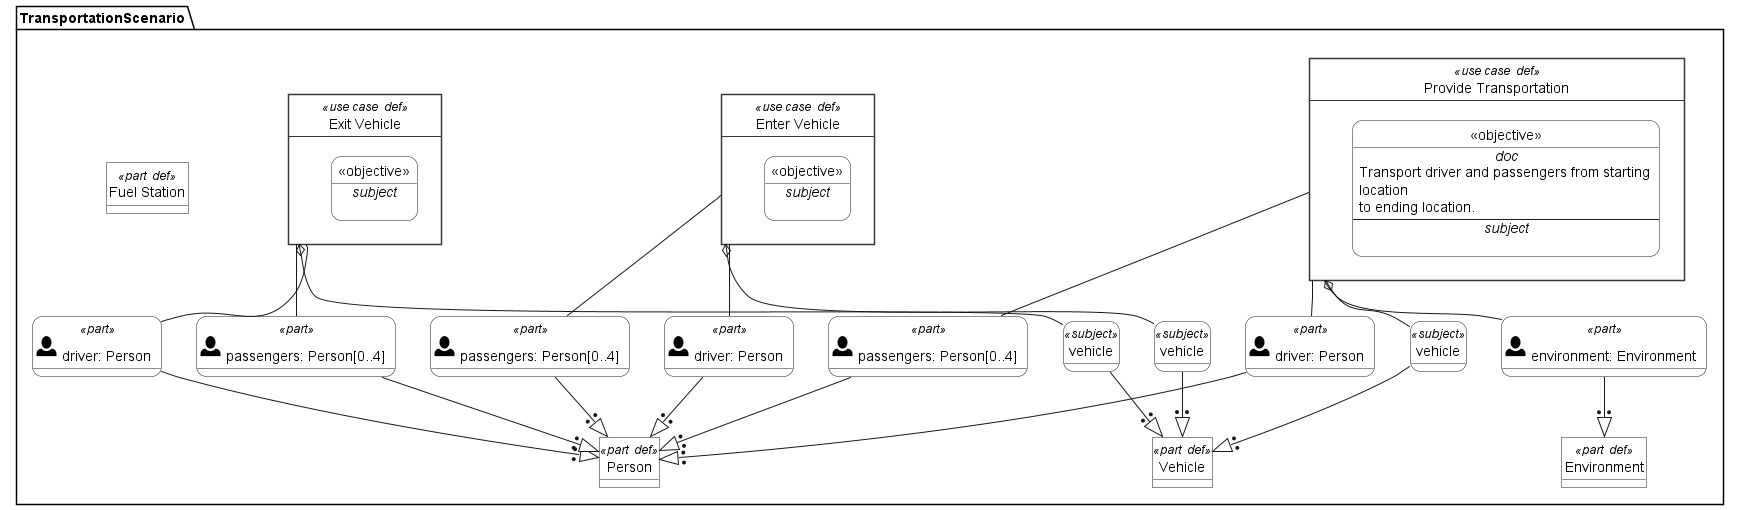 TransportationScenario
«use case def»
Provide Transportation
«objective»
doc
Transport driver and passengers from starting
location
to ending location.
subject
«use case def»
Exit Vehicle
«objective»
subject
«use case def»
Enter Vehicle
«objective»
subject
«part def»
Fuel Station
«part»
driver: Person
«part»
passengers: Person[0..4]
«part»
passengers: Person[0..4]
«part»
driver: Person
«part»
passengers: Person[0..4]
«subject»
vehicle
«subject»
vehicle
«part»
driver: Person
«subject»
vehicle
«part»
environment: Environment
«part def»
Person
«part def»
Vehicle
«part def»
Environment